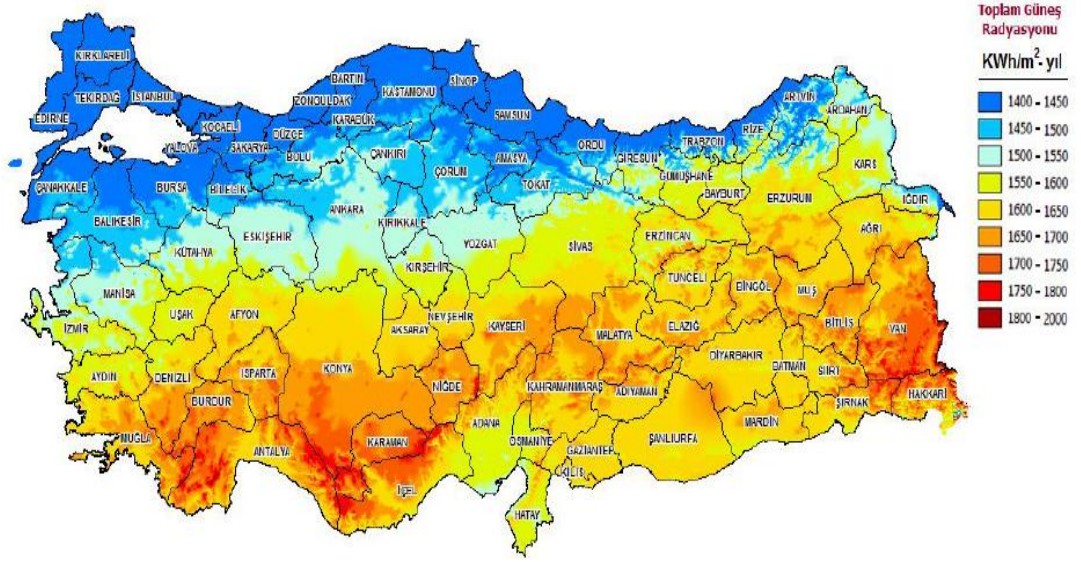 Toplam Güneş
Radyasyonu
KWh/m²- yıl
1400 - 1450
1450 - 1500
1500 - 1550
1550 - 1600
1600 - 1650
1650 - 1700
1700 - 1750
1750 - 1800
1800 - 2000
KIRKLARELİ
TEKİRDAĞ
İSTANBUL
EDİRNE
KOCAELİ
YALOVA
SAKARYA
DÜZCE
ZONGULDAK
BARTIN
KARABÜK
KASTAMONU
SİNOP
SAMSUN
BOLU
ÇANKIRI
ÇORUM
AMASYA
TOKAT
ORDU
GİRESUN
TRABZON
RİZE
ARTVİN
ARDAHAN
KARS
GÜMÜŞHANE
BAYBURT
ERZURUM
IĞDIR
AĞRI
ÇANAKKALE
BURSA
BİLECİK
BALIKESİR
KÜTAHYA
ESKİŞEHİR
ANKARA
KIRIKKALE
YOZGAT
KIRŞEHİR
SİVAS
ERZİNCAN
TUNCELİ
BİNGÖL
MUŞ
BİTLİS
VAN
MANİSA
İZMİR
UŞAK
AFYON
AKSARAY
NEVŞEHİR
KAYSERİ
MALATYA
ELAZIĞ
DİYARBAKIR
BATMAN
SİİRT
ŞIRNAK
HAKKARİ
AYDIN
DENİZLİ
ISPARTA
BURDUR
KONYA
NİĞDE
KAHRAMANMARAŞ
ADIYAMAN
MARDİN
ŞANLIURFA
MUĞLA
ANTALYA
KARAMAN
İÇEL
ADANA
OSMANİYE
GAZİANTEP
KİLİS
HATAY